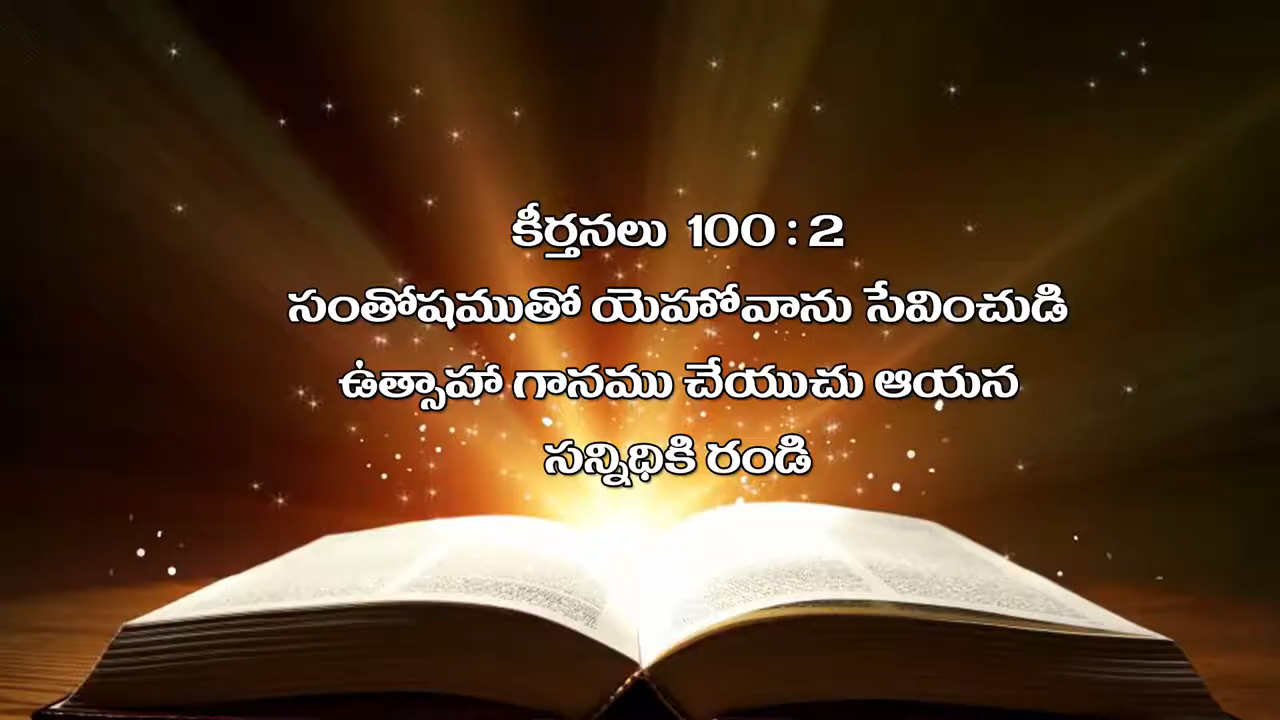 కీర్తనలు 100 : 2
సంతోషముతో యెహోవాను సేవించుడి
ఉత్సాహా గానము చేయుచు ఆయన
సన్నిధికి రండి